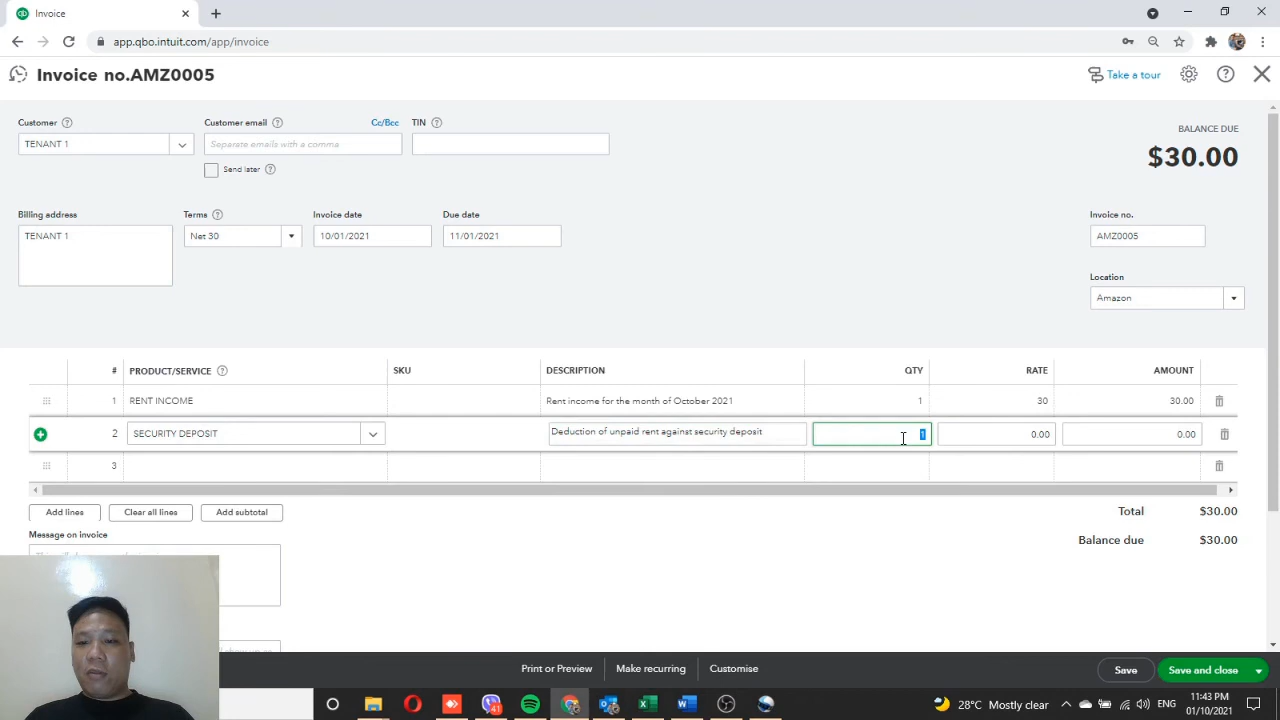 Invoice
app.qbo.intuit.com/app/invoice
Invoice no.AMZ0005
Take a tour
Customer
Customer email
Cc/Bcc
TIN
BALANCE DUE
TENANT 1
Separate emails with a comma
$30.00
Send later
Billing address
Terms
Invoice date
Due date
Invoice no.
TENANT 1
Net 30
10/01/2021
11/01/2021
AMZ0005
Location
Amazon
# PRODUCT/SERVICE SKU DESCRIPTION QTY RATE AMOUNT
1 RENT INCOME Rent income for the month of October 2021 1 30 30.00
2 SECURITY DEPOSIT Deduction of unpaid rent against security deposit 1 0.00 0.00
3
Add lines
Clear all lines
Add subtotal
Total $30.00
Message on invoice
Balance due $30.00
Print or Preview
Make recurring
Customise
Save
Save and close
41
28°C Mostly clear
ENG
11:43 PM
01/10/2021